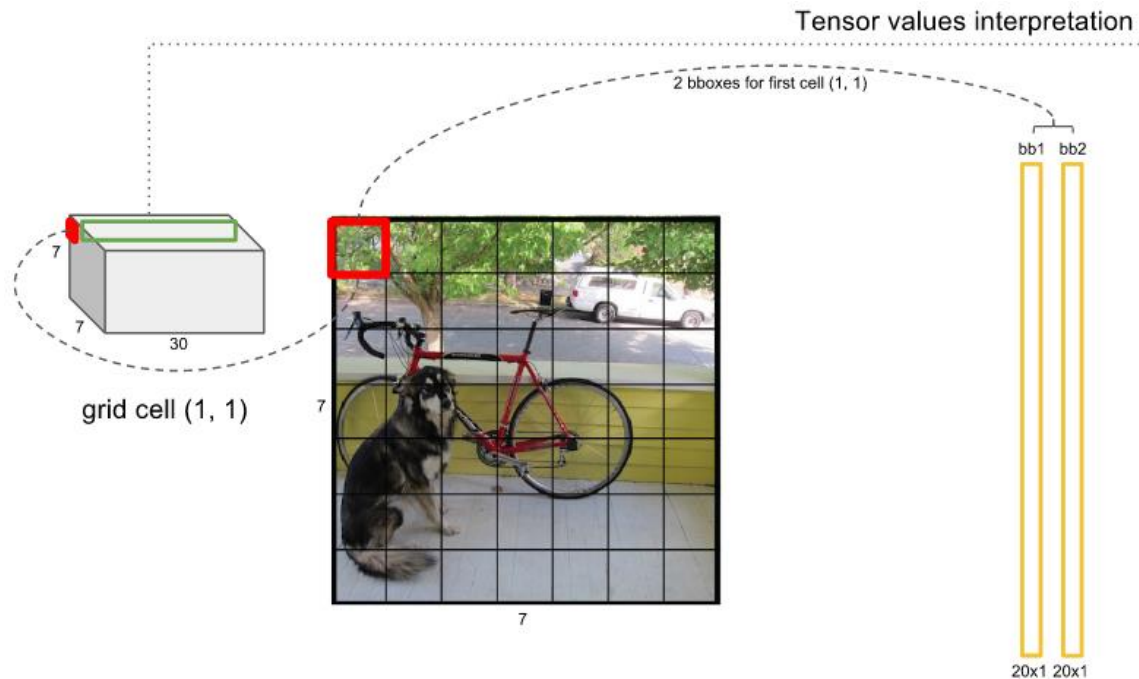 Tensor values interpretation
2 bboxes for first cell (1, 1)
bb1 bb2
7
7
30
grid cell (1, 1)
7
7
20x1 20x1